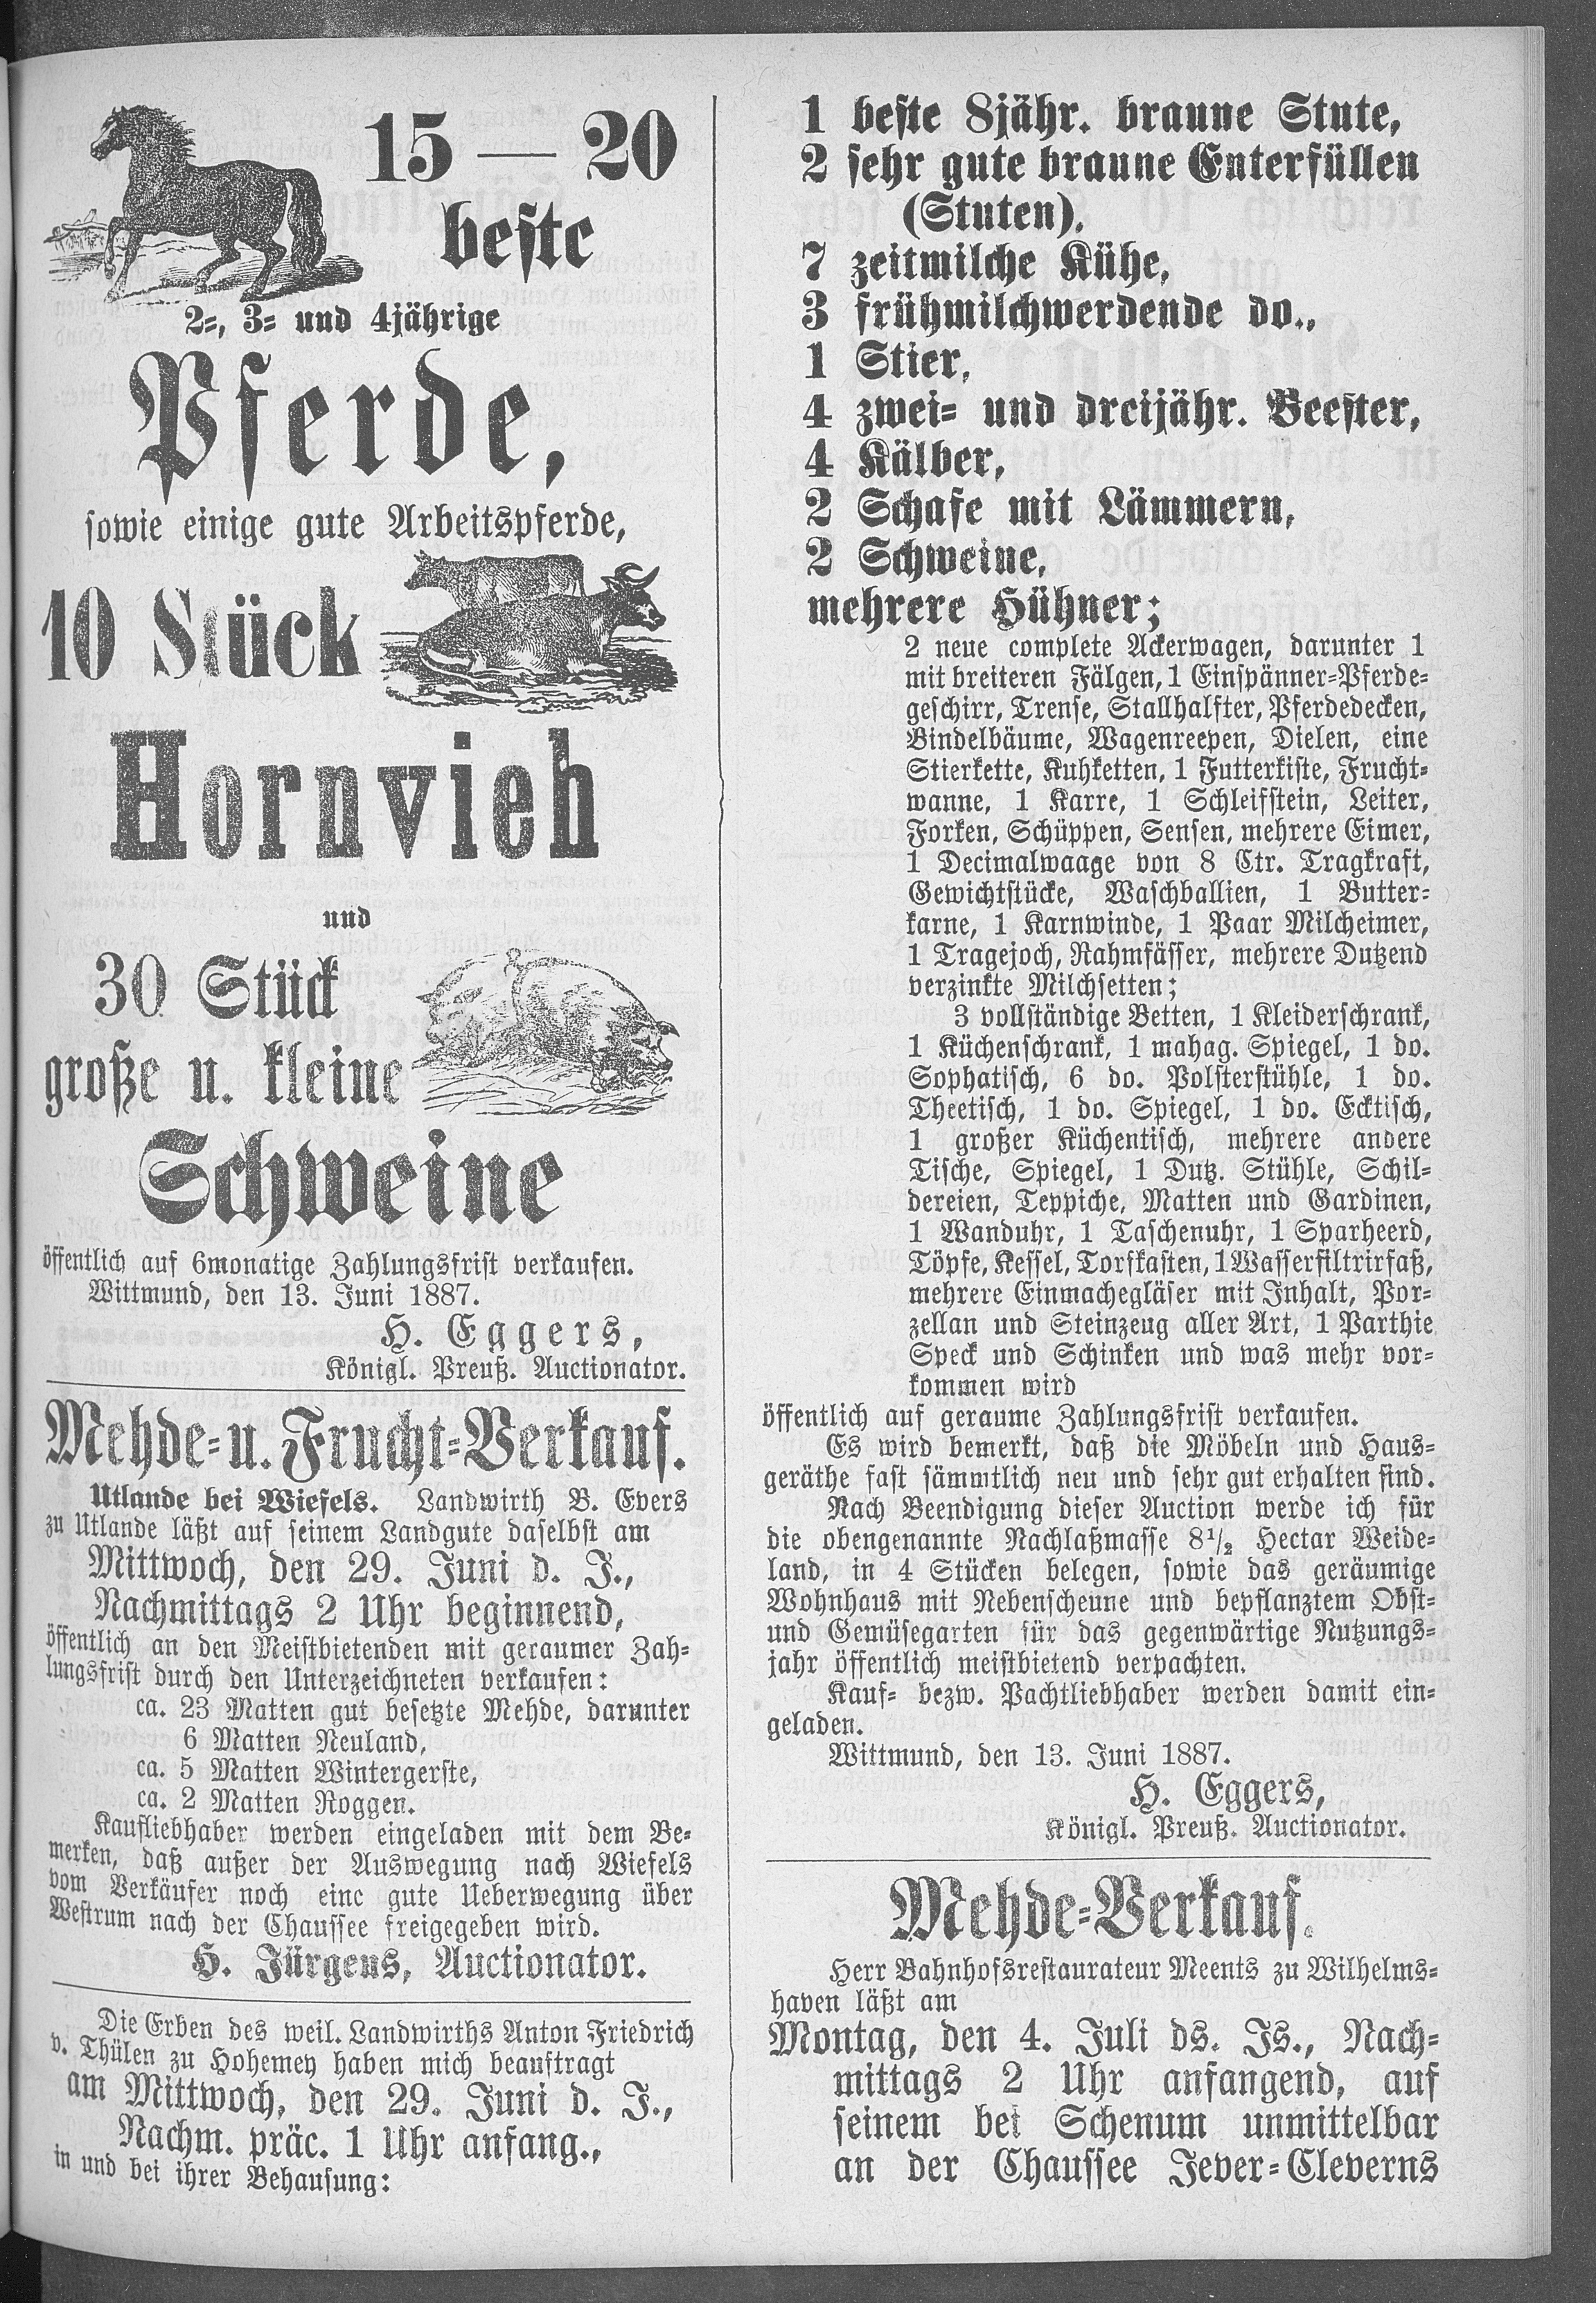 15 — 20
beste
2-, 3- und 4jährige
Pferde,
sowie einige gute Arbeitspferde,
10 Stück
Hornvieh
und
30 Stück
große u. kleine
Schweine
öffentlich auf 6monatige Zahlungsfrist verkaufen.
Wittmund, den 13. Juni 1887.
H. Eggers,
Königl. Preuß. Auctionator.
Mehde- u. Frucht-Verkauf.
Utlande bei Wiefels. Landwirth B. Evers
zu Utlande läßt auf seinem Landgute daselbst am
Mittwoch, den 29. Juni d. J.,
Nachmittags 2 Uhr beginnend,
öffentlich an den Meistbietenden mit geraumer Zah-
lungsfrist durch den Unterzeichneten verkaufen:
ca. 23 Matten gut besetzte Mehde, darunter
6 Matten Neuland,
ca. 5 Matten Wintergerste,
ca. 2 Matten Roggen.
Kaufliebhaber werden eingeladen mit dem Be-
merken, daß außer der Auswegung nach Wiefels
vom Verkäufer noch eine gute Ueberwegung über
Westrum nach der Chaussee freigegeben wird.
H. Jürgens, Auctionator.
Die Erben des weil. Landwirths Anton Friedrich
v. Thülen zu Hohemey haben mich beauftragt
am Mittwoch, den 29. Juni d. J.,
Nachm. präc. 1 Uhr anfang.,
in und bei ihrer Behausung:
1 beste 8jähr. braune Stute,
2 sehr gute braune Enterfüllen
(Stuten),
7 zeitmilche Kühe,
3 frühmilchwerdende do.,
1 Stier,
4 zwei- und dreijähr. Beester,
4 Kälber,
2 Schafe mit Lämmern,
2 Schweine,
mehrere Hühner;
2 neue complete Ackerwagen, darunter 1
mit breiteren Fälgen, 1 Einspänner-Pferde-
geschirr, Trense, Stallhalfter, Pferdedecken,
Bindelbäume, Wagenreepen, Dielen, eine
Stierkette, Kuhketten, 1 Futterkiste, Frucht-
wanne, 1 Karre, 1 Schleifstein, Leiter,
Forken, Schüppen, Sensen, mehrere Eimer,
1 Decimalwaage von 8 Ctr. Tragkraft,
Gewichtstücke, Waschballien, 1 Butter-
karne, 1 Karnwinde, 1 Paar Milcheimer,
1 Tragejoch, Rahmfässer, mehrere Dutzend
verzinkte Milchsetten;
3 vollständige Betten, 1 Kleiderschrank,
1 Küchenschrank, 1 mahag. Spiegel, 1 do.
Sophatisch, 6 do. Polsterstühle, 1 do.
Theetisch, 1 do. Spiegel, 1 do. Ecktisch,
1 großer Küchentisch, mehrere andere
Tische, Spiegel, 1 Dutz. Stühle, Schil-
dereien, Teppiche, Matten und Gardinen,
1 Wanduhr, 1 Taschenuhr, 1 Sparheerd,
Töpfe, Kessel, Torfkasten, 1 Wasserfiltrirfaß,
mehrere Einmachegläser mit Inhalt, Por-
zellan und Steinzeug aller Art, 1 Parthie
Speck und Schinken und was mehr vor-
kommen wird
öffentlich auf geraume Zahlungsfrist verkaufen.
Es wird bemerkt, daß die Möbeln und Haus-
geräthe fast sämmtlich neu und sehr gut erhalten sind.
Nach Beendigung dieser Auction werde ich für
die obengenannte Nachlaßmasse 8½ Hectar Weide-
land, in 4 Stücken belegen, sowie das geräumige
Wohnhaus mit Nebenscheune und bepflanztem Obst-
und Gemüsegarten für das gegenwärtige Nutzungs-
jahr öffentlich meistbietend verpachten.
Kauf- bezw. Pachtliebhaber werden damit ein-
geladen.
Wittmund, den 13. Juni 1887.
H. Eggers,
Königl. Preuß. Auctionator.
Mehde-Verkauf.
Herr Bahnhofsrestaurateur Meents zu Wilhelms-
haven läßt am
Montag, den 4. Juli ds. Js., Nach-
mittags 2 Uhr anfangend, auf
seinem bei Schenum unmittelbar
an der Chaussee Jever-Cleverns